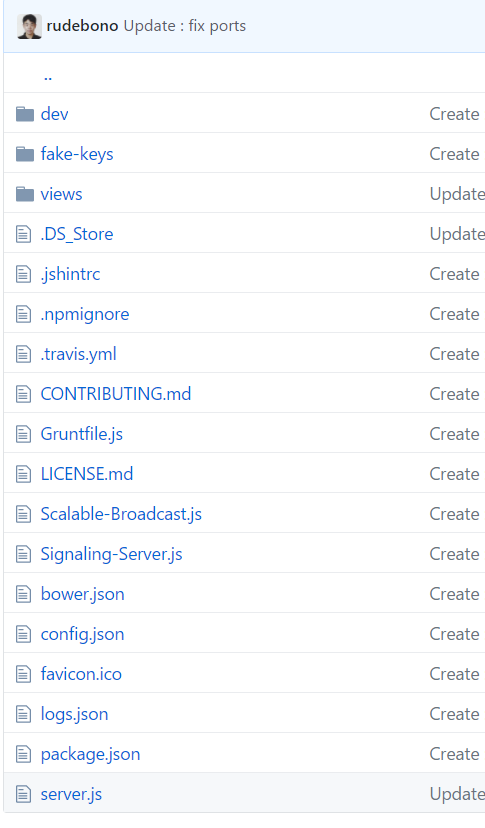 rudebono Update : fix ports
..
dev Create
fake-keys Create
views Update
.DS_Store Update
.jshintrc Create
.npmignore Create
.travis.yml Create
CONTRIBUTING.md Create
Gruntfile.js Create
LICENSE.md Create
Scalable-Broadcast.js Create
Signaling-Server.js Create
bower.json Create
config.json Create
favicon.ico Create
logs.json Create
package.json Create
server.js Update